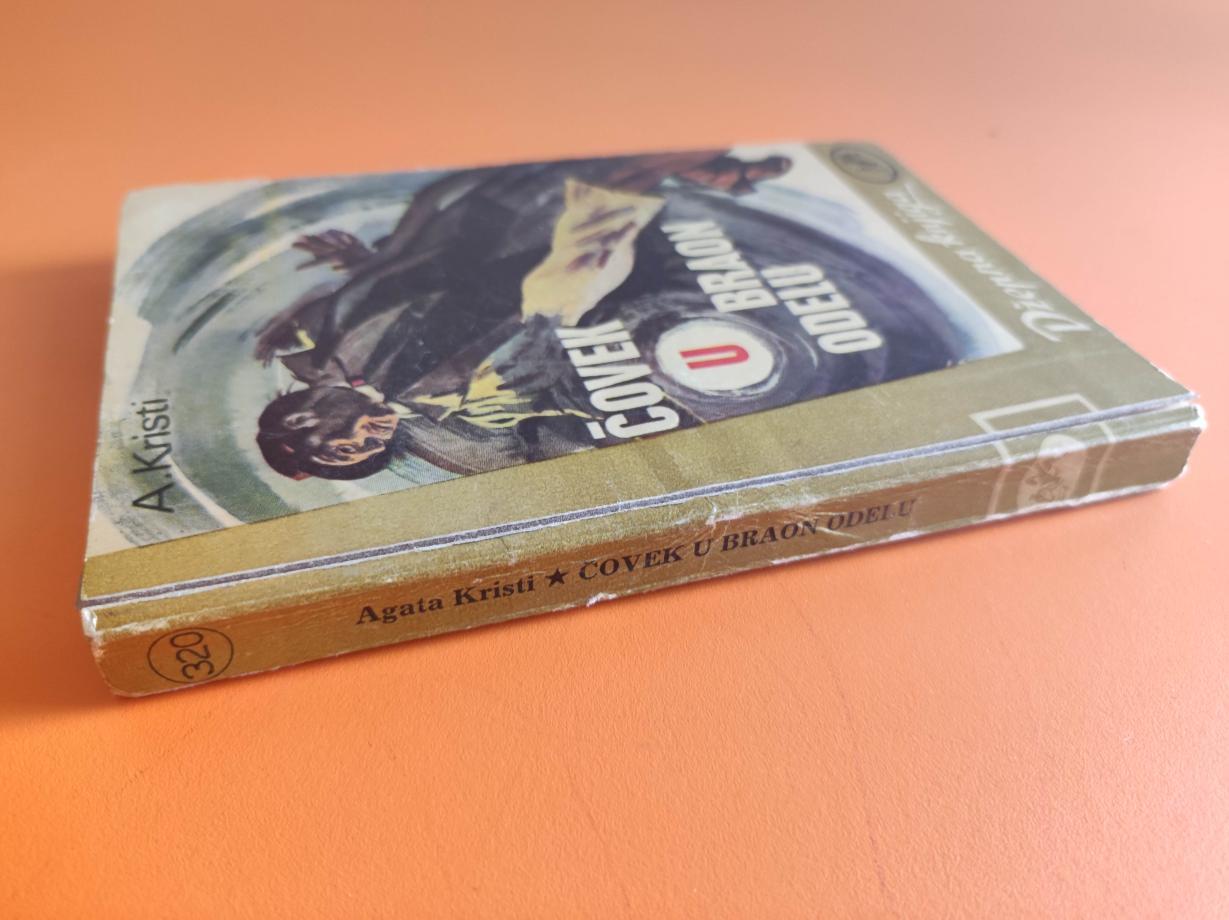 A.Kristi
ČOVEK
U
BRAON
ODELU
Džepna knjiga
320
Agata Kristi ★ ČOVEK U BRAON ODELU